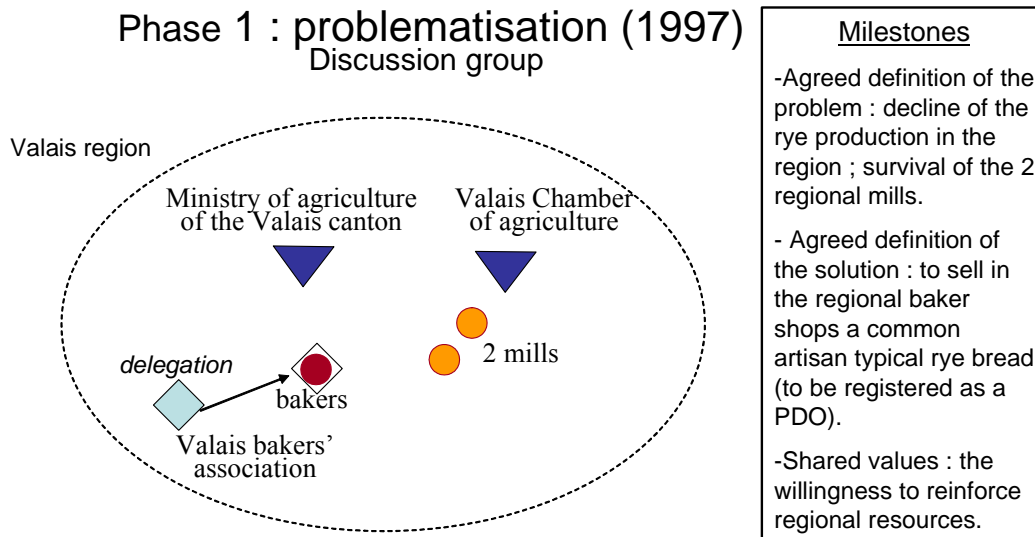 Phase 1 : problematisation (1997)
Discussion group
Valais region
Ministry of agriculture
of the Valais canton
Valais Chamber
of agriculture
2 mills
delegation
bakers
Valais bakers’
association
Milestones
-Agreed definition of the
problem : decline of the
rye production in the
region ; survival of the 2
regional mills.
- Agreed definition of
the solution : to sell in
the regional baker
shops a common
artisan typical rye bread
(to be registered as a
PDO).
-Shared values : the
willingness to reinforce
regional resources.